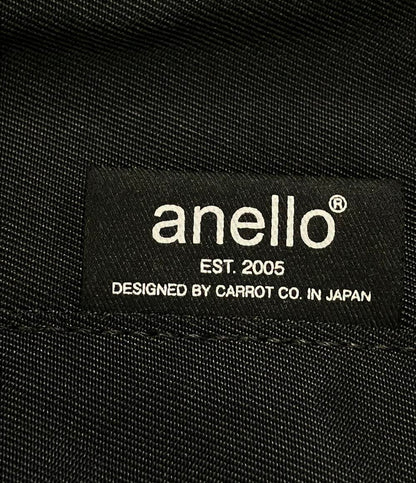 anello®
EST. 2005
DESIGNED BY CARROT CO. IN JAPAN